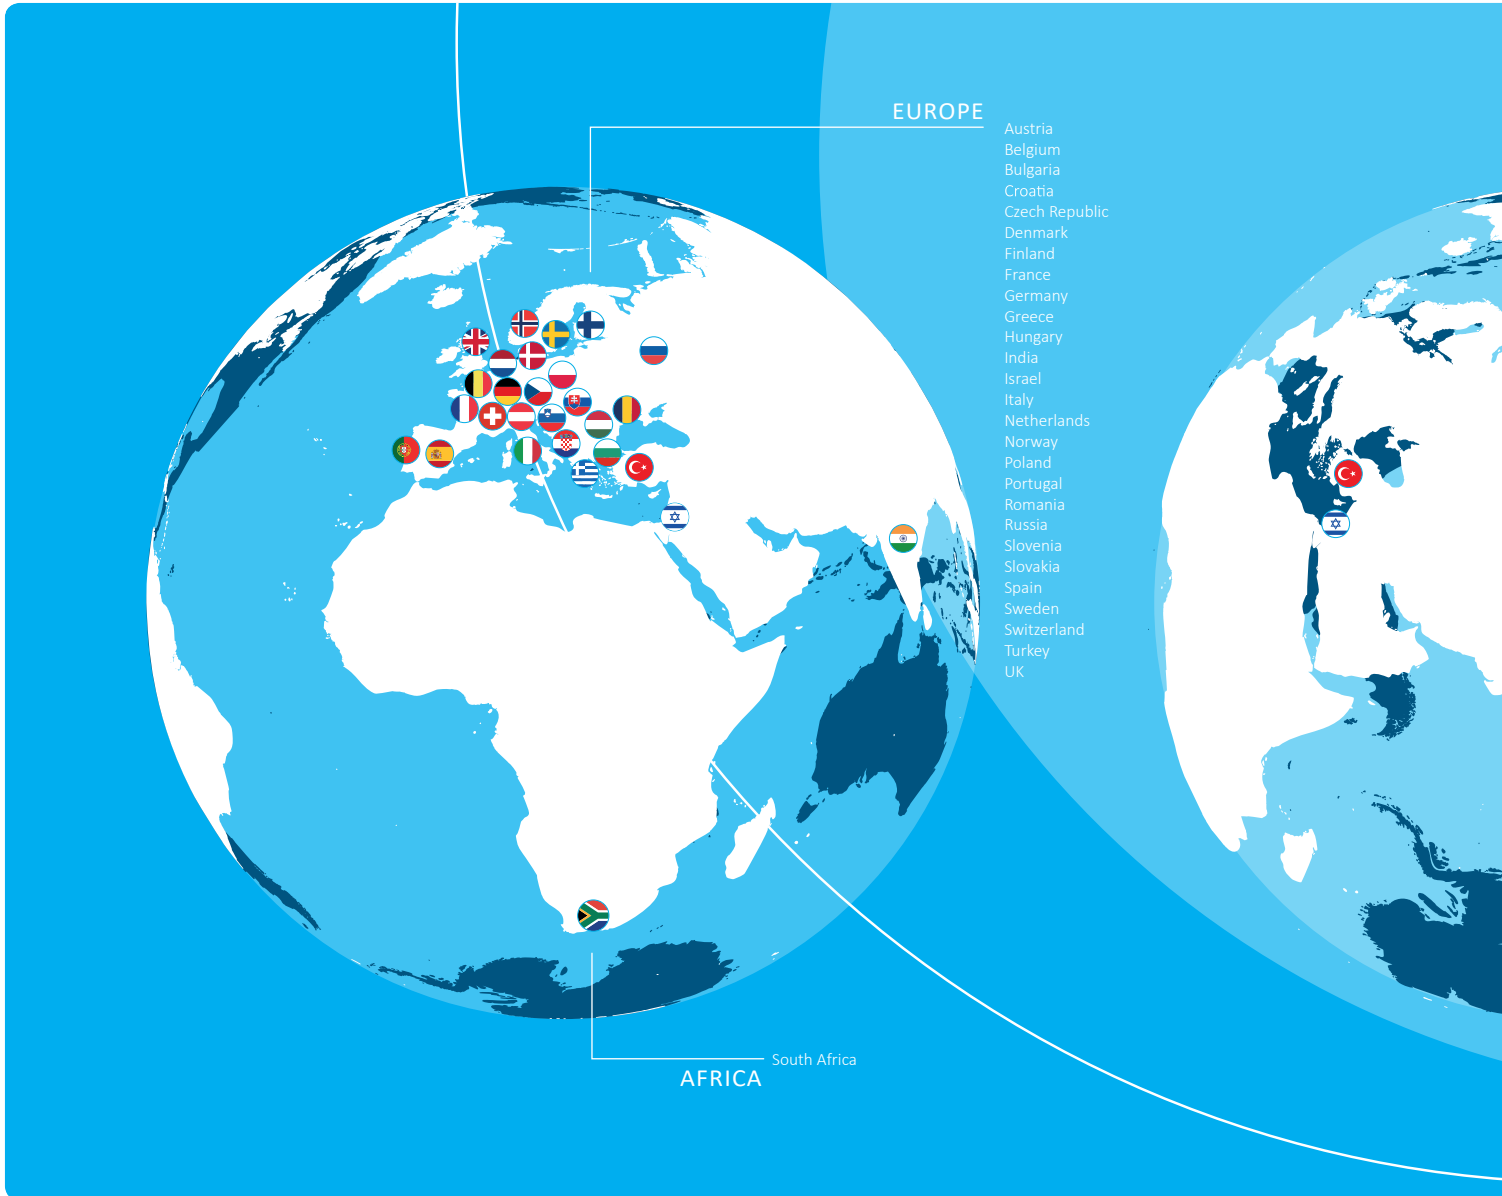 EUROPE
Austria
Belgium
Bulgaria
Croatia
Czech Republic
Denmark
Finland
France
Germany
Greece
Hungary
India
Israel
Italy
Netherlands
Norway
Poland
Portugal
Romania
Russia
Slovenia
Slovakia
Spain
Sweden
Switzerland
Turkey
UK
South Africa
AFRICA